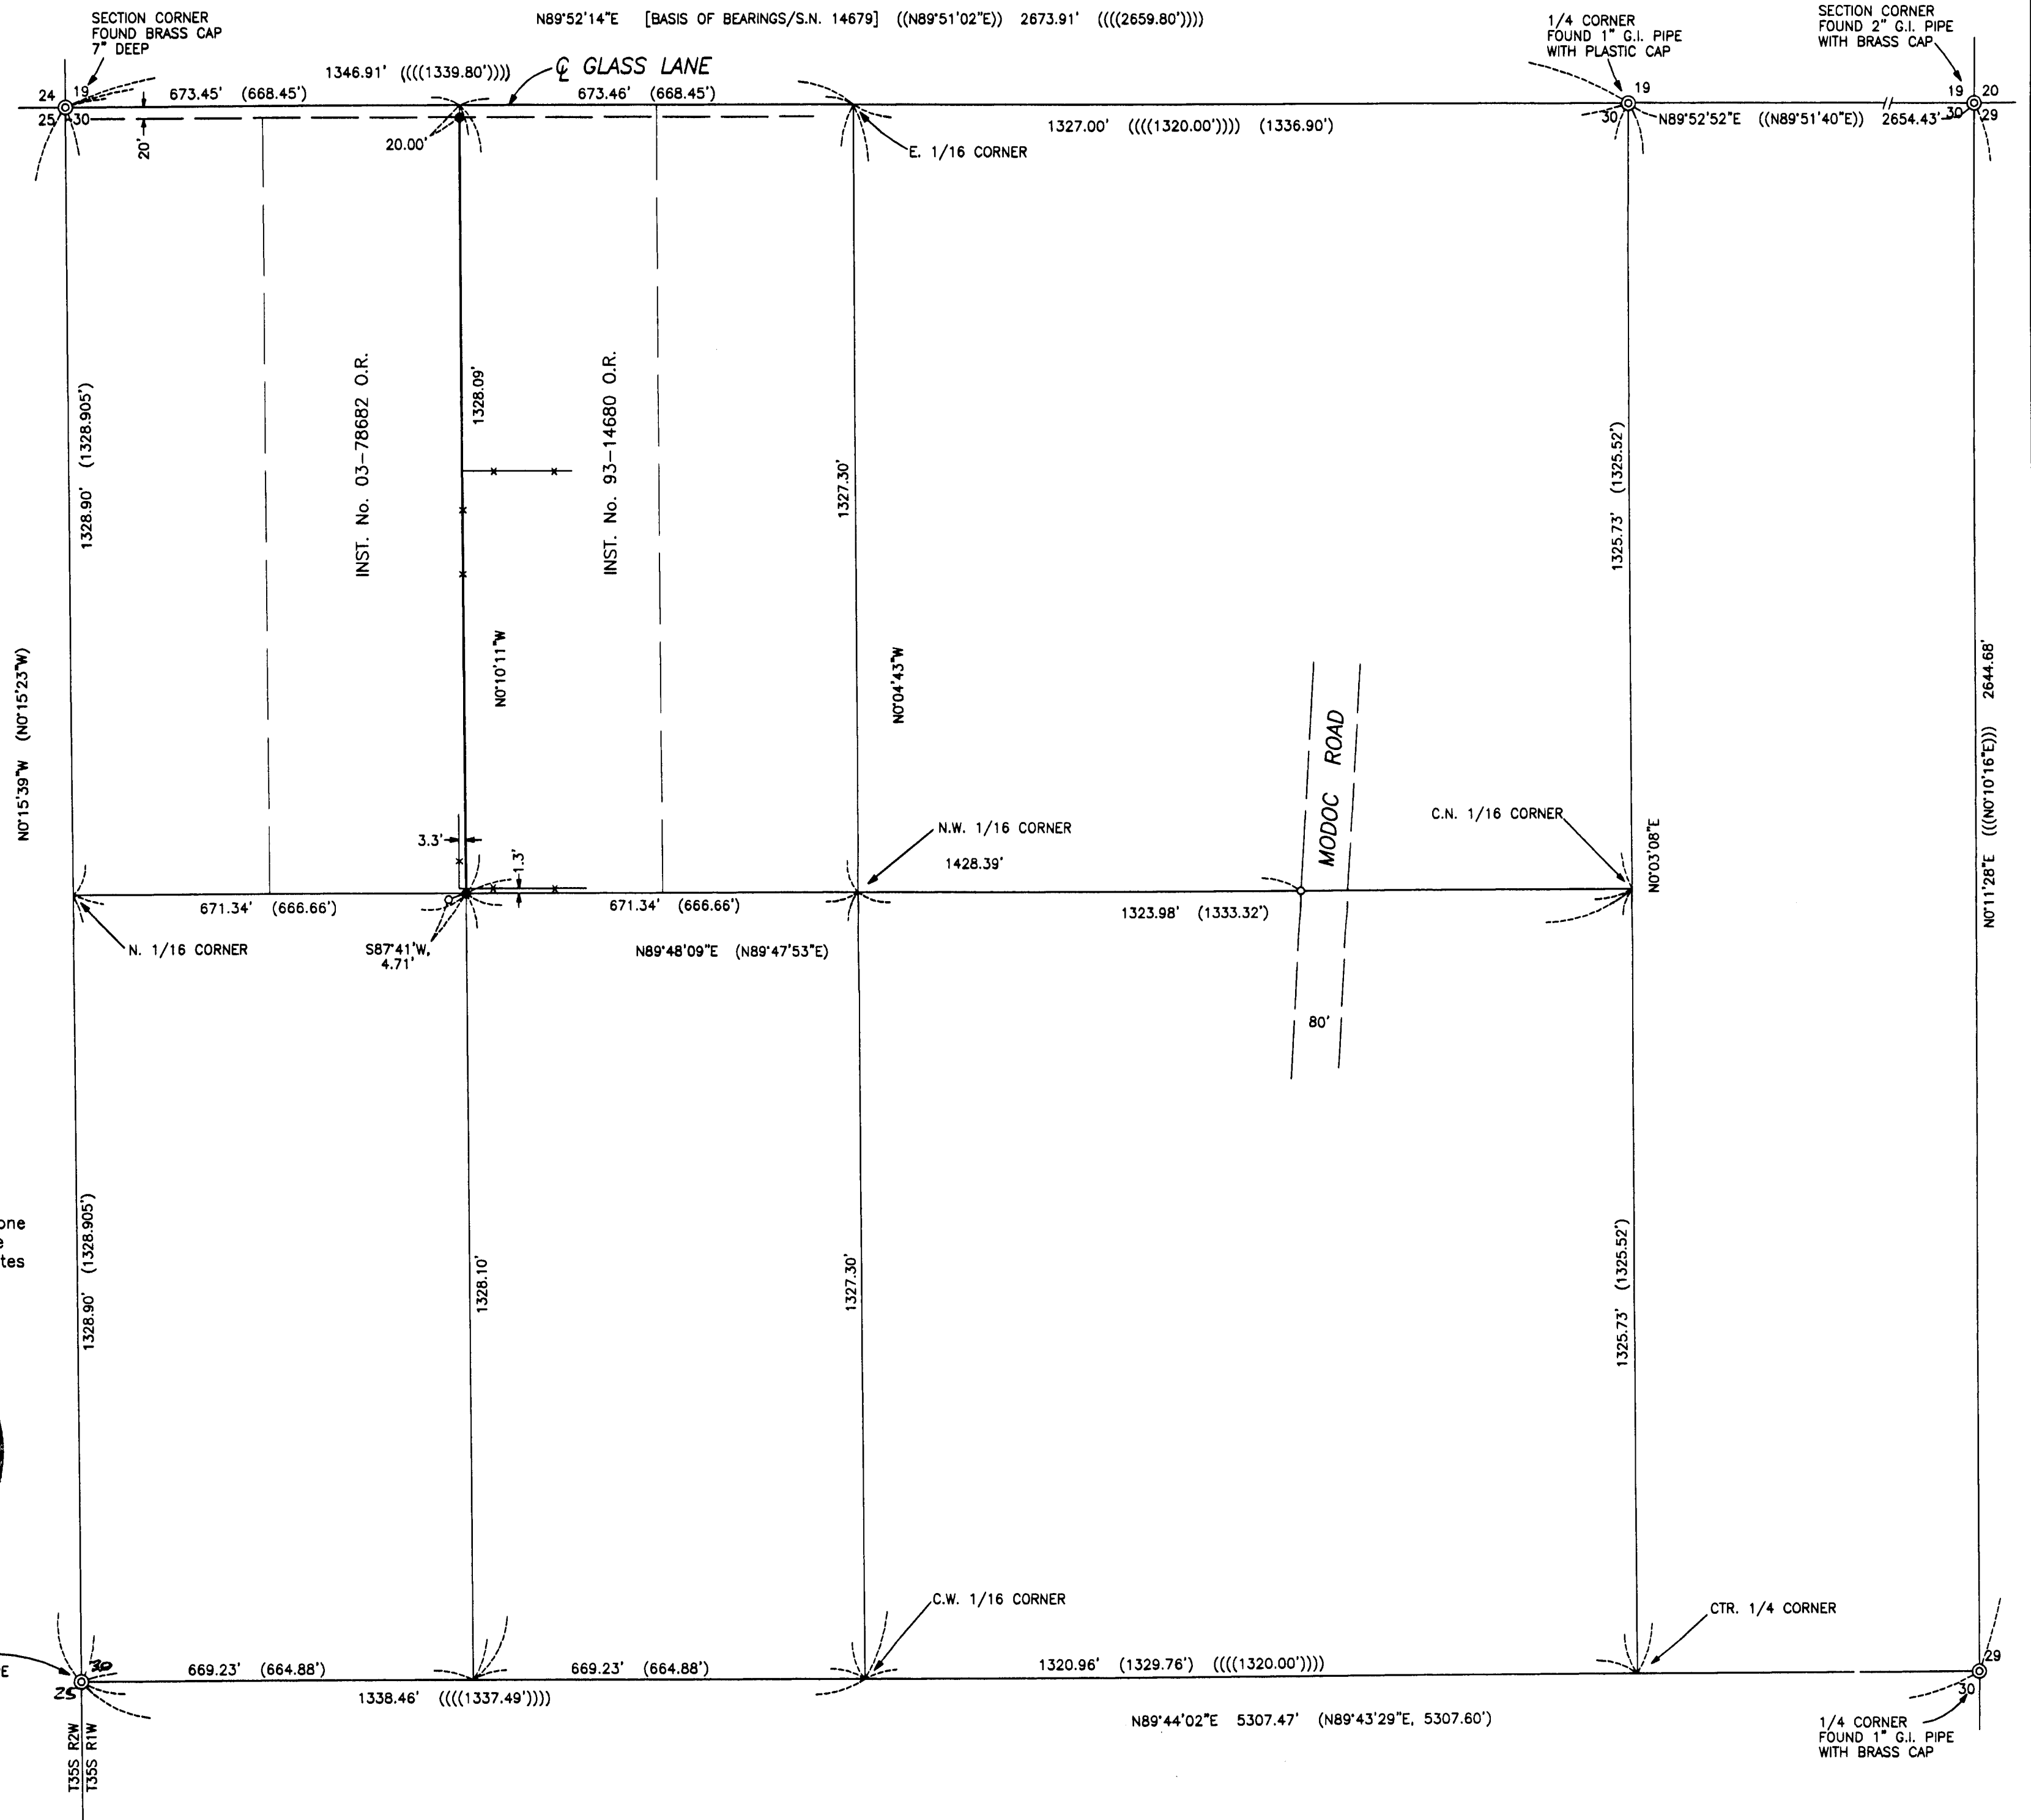 SECTION CORNER
FOUND BRASS CAP
7" DEEP
N89°52'14"E [BASIS OF BEARINGS/S.N. 14679] ((N89°51'02"E)) 2673.91' ((((2659.80'))))
1/4 CORNER
FOUND 1" G.I. PIPE
WITH PLASTIC CAP
SECTION CORNER
FOUND 2" G.I. PIPE
WITH BRASS CAP
1346.91' ((((1339.80'))))
℄ GLASS LANE
24 19
25 30
673.45' (668.45')
673.46' (668.45')
19
30
19 20
30 29
20'
20.00'
1327.00' ((((1320.00')))) (1336.90')
N89°52'52"E ((N89°51'40"E)) 2654.43'
E. 1/16 CORNER
1328.90' (1328.905')
INST. No. 03-78682 O.R.
1328.09'
INST. No. 93-14680 O.R.
1327.30'
1325.73' (1325.52')
N0°15'39"W (N0°15'23"W)
N0°10'11"W
N0°04'43"W
MODOC ROAD
N0°03'08"E
N0°11'28"E (((N0°10'16"E))) 2644.68'
3.3'
1.3'
N.W. 1/16 CORNER
C.N. 1/16 CORNER
1428.39'
671.34' (666.66')
671.34' (666.66')
1323.98' (1333.32')
N. 1/16 CORNER
S87°41'W,
4.71'
N89°48'09"E (N89°47'53"E)
80'
one
e
tes
1328.90' (1328.905')
1328.10'
1327.30'
1325.73' (1325.52')
C.W. 1/16 CORNER
CTR. 1/4 CORNER
PE
30
25
669.23' (664.88')
669.23' (664.88')
1320.96' (1329.76') ((((1320.00'))))
29
30
1338.46' ((((1337.49'))))
N89°44'02"E 5307.47' (N89°43'29"E, 5307.60')
1/4 CORNER
FOUND 1" G.I. PIPE
WITH BRASS CAP
T35S R2W
T35S R1W